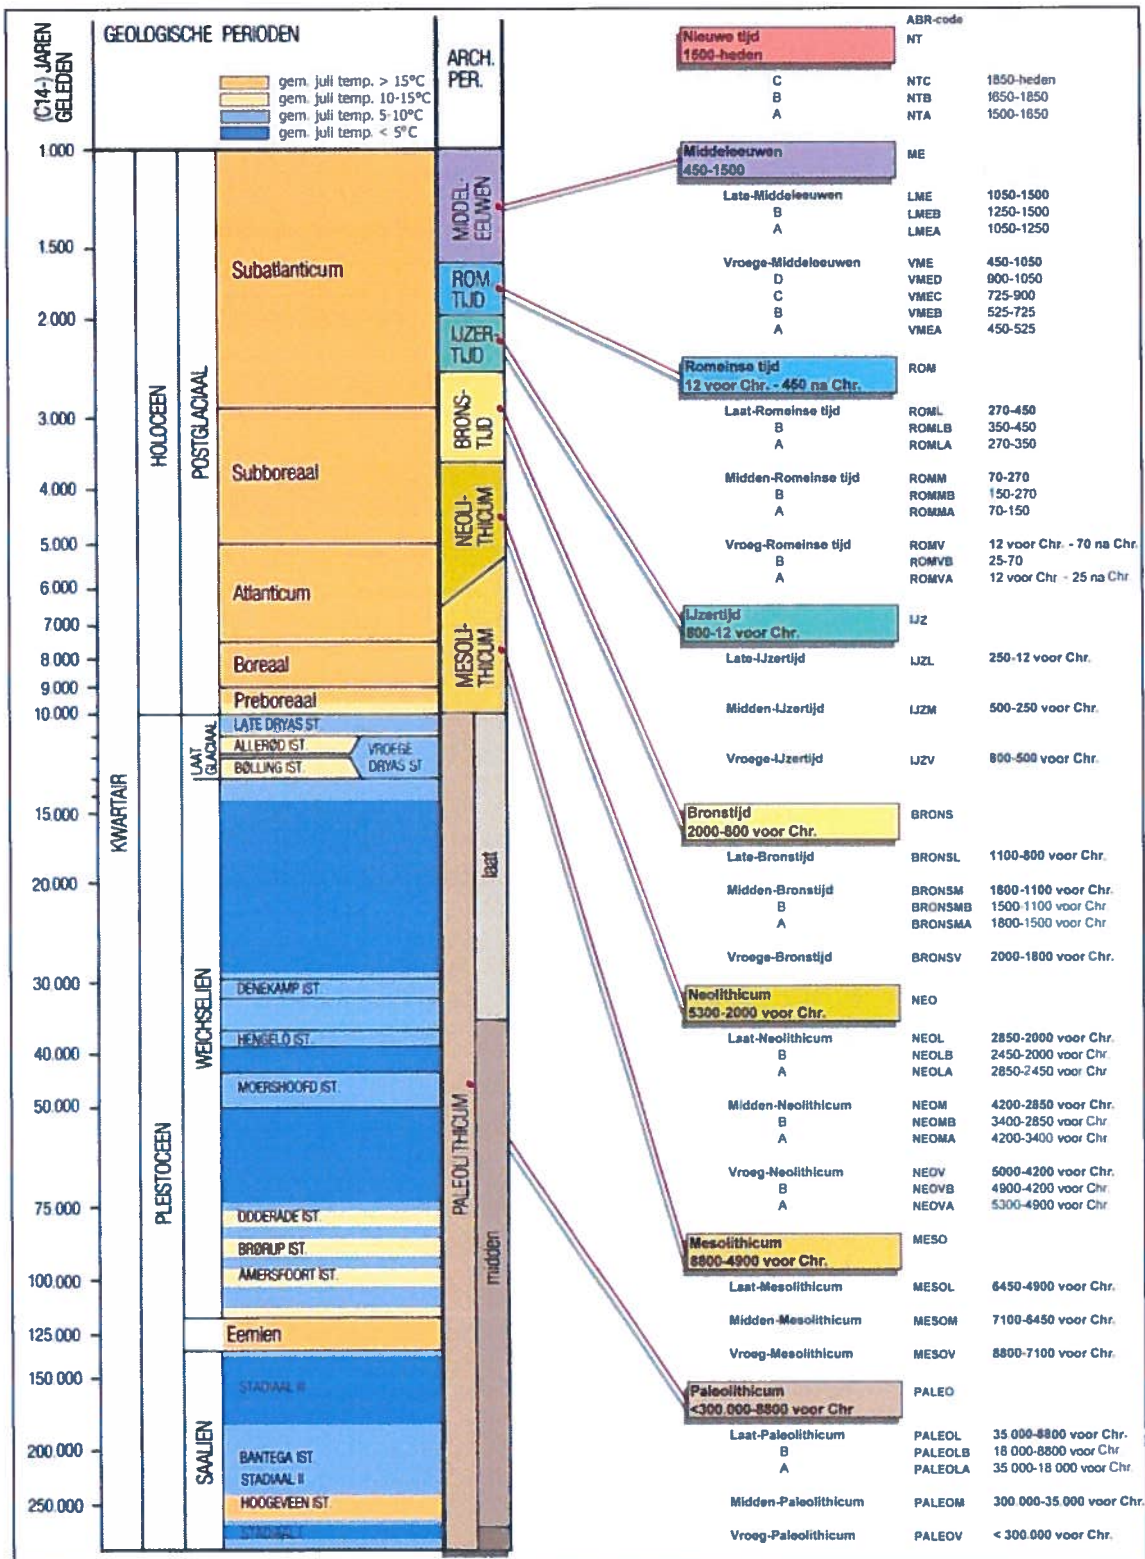 (C14-) JAREN
GELEDEN
GEOLOGISCHE PERIODEN
gem. juli temp. > 15°C
gem. juli temp. 10-15°C
gem. juli temp. 5-10°C
gem. juli temp. < 5°C
ARCH.
PER.
1 000
1.500
2 000
3.000
4.000
5.000
6 000
7000
8 000
9 000
10.000
15.000
20.000
30 000
40.000
50.000
75 000
100.000
125 000
150 000
200.000
250.000
KWARTAIR
HOLOCEEN
PLEISTOCEEN
POSTGLACIAAL
LAAT
GLACIAAL
WEICHSELIEN
SAALIEN
Subatlanticum
Subboreaal
Atlanticum
Boreaal
Preboreaal
LATE DRYAS ST.
ALLERØD IST.
VROEGE
DRYAS ST
BØLLING IST.
DENEKAMP IST.
HENGELO IST.
MOERSHOOFD IST.
ODDERADE IST.
BRØRUP IST.
AMERSFOORT IST.
Eemien
STADIAAL III
BANTEGA IST.
STADIAAL II
HOOGEVEEN IST.
STADIAAL I
MIDDEL-
EEUWEN
ROM.
TIJD
IJZER-
TIJD
BRONS-
TIJD
NEOLI-
THICUM
MESOLI-
THICUM
PALEOLITHICUM
laat
midden
ABR-code
Nieuwe tijd NT
1500-heden
C NTC 1850-heden
B NTB 1650-1850
A NTA 1500-1650
Middeleeuwen ME
450-1500
Late-Middeleeuwen LME 1050-1500
B LMEB 1250-1500
A LMEA 1050-1250
Vroege-Middeleeuwen VME 450-1050
D VMED 900-1050
C VMEC 725-900
B VMEB 525-725
A VMEA 450-525
Romeinse tijd ROM
12 voor Chr. - 450 na Chr.
Laat-Romeinse tijd ROML 270-450
B ROMLB 350-450
A ROMLA 270-350
Midden-Romeinse tijd ROMM 70-270
B ROMMB 150-270
A ROMMA 70-150
Vroeg-Romeinse tijd ROMV 12 voor Chr. - 70 na Chr.
B ROMVB 25-70
A ROMVA 12 voor Chr - 25 na Chr
IJzertijd IJZ
800-12 voor Chr.
Late-IJzertijd IJZL 250-12 voor Chr.
Midden-IJzertijd IJZM 500-250 voor Chr.
Vroege-IJzertijd IJZV 800-500 voor Chr.
Bronstijd BRONS
2000-800 voor Chr.
Late-Bronstijd BRONSL 1100-800 voor Chr.
Midden-Bronstijd BRONSM 1800-1100 voor Chr.
B BRONSMB 1500-1100 voor Chr
A BRONSMA 1800-1500 voor Chr
Vroege-Bronstijd BRONSV 2000-1800 voor Chr.
Neolithicum NEO
5300-2000 voor Chr.
Laat-Neolithicum NEOL 2850-2000 voor Chr.
B NEOLB 2450-2000 voor Chr.
A NEOLA 2850-2450 voor Chr
Midden-Neolithicum NEOM 4200-2850 voor Chr.
B NEOMB 3400-2850 voor Chr
A NEOMA 4200-3400 voor Chr
Vroeg-Neolithicum NEOV 5000-4200 voor Chr.
B NEOVB 4900-4200 voor Chr
A NEOVA 5300-4900 voor Chr
Mesolithicum MESO
8800-4900 voor Chr.
Laat-Mesolithicum MESOL 6450-4900 voor Chr.
Midden-Mesolithicum MESOM 7100-6450 voor Chr.
Vroeg-Mesolithicum MESOV 8800-7100 voor Chr.
Paleolithicum PALEO
<300.000-8800 voor Chr
Laat-Paleolithicum PALEOL 35.000-8800 voor Chr.
B PALEOLB 18 000-8800 voor Chr
A PALEOLA 35 000-18 000 voor Chr
Midden-Paleolithicum PALEOM 300.000-35.000 voor Chr.
Vroeg-Paleolithicum PALEOV < 300.000 voor Chr.